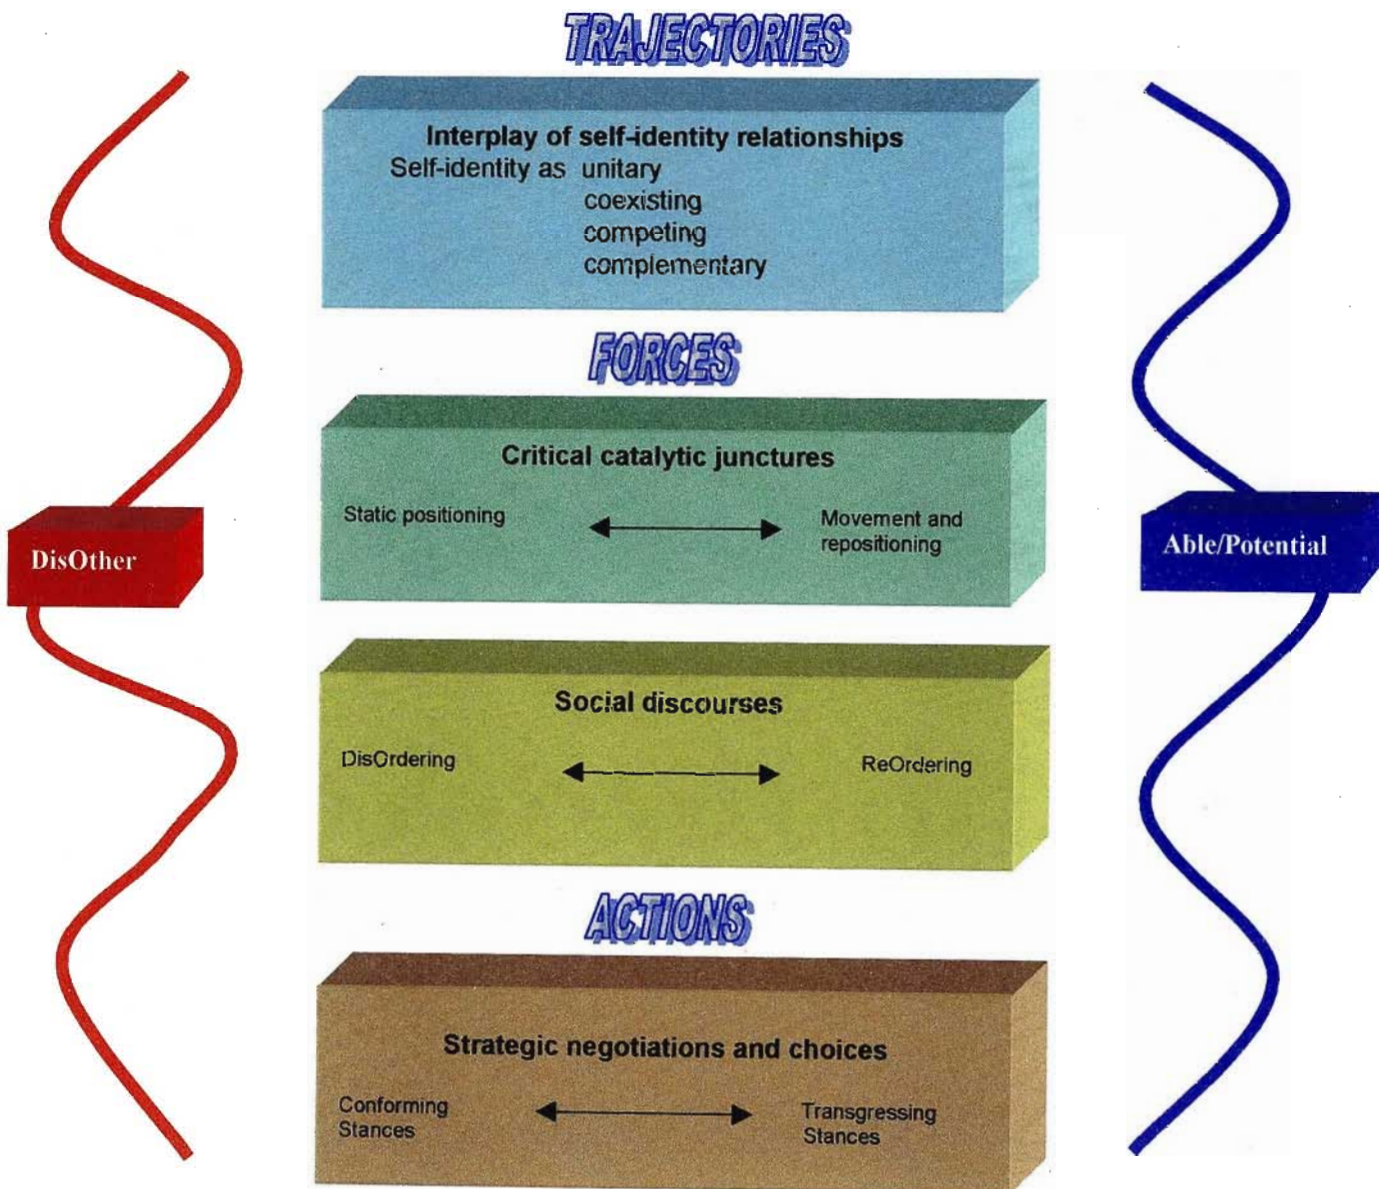 TRAJECTORIES
Interplay of self-identity relationships
Self-identity as unitary
coexisting
competing
complementary
FORCES
Critical catalytic junctures
Static positioning
Movement and
repositioning
DisOther
Able/Potential
Social discourses
DisOrdering
ReOrdering
ACTIONS
Strategic negotiations and choices
Conforming
Stances
Transgressing
Stances